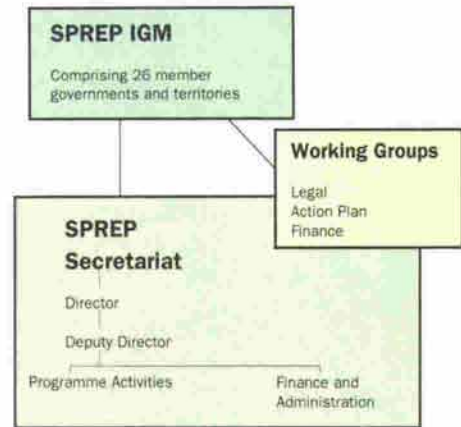 SPREP IGM
Comprising 26 member
governments and territories
Working Groups
Legal
Action Plan
Finance
SPREP
Secretariat
Director
Deputy Director
Programme Activities
Finance and
Administration